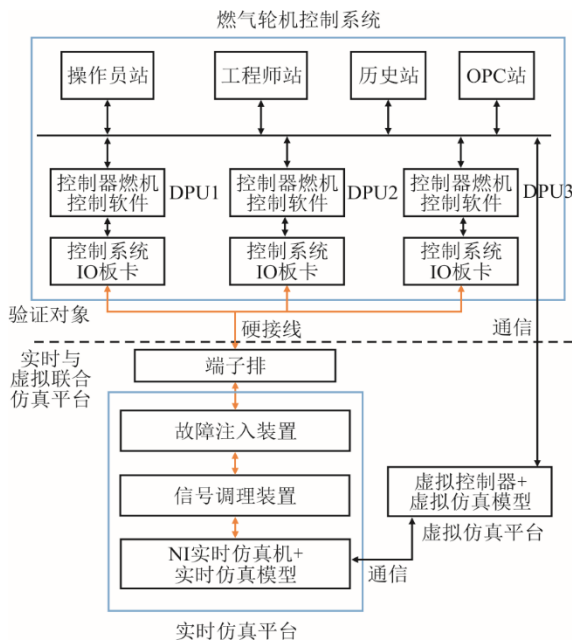 燃气轮机控制系统
操作员站
工程师站
历史站
OPC站
控制器燃机
控制软件
DPU1
控制器燃机
控制软件
DPU2
控制器燃机
控制软件
DPU3
控制系统
IO板卡
控制系统
IO板卡
控制系统
IO板卡
验证对象
硬接线
通信
实时与
虚拟联合
仿真平台
端子排
故障注入装置
信号调理装置
NI实时仿真机+
实时仿真模型
通信
虚拟控制器+
虚拟仿真模型
虚拟仿真平台
实时仿真平台